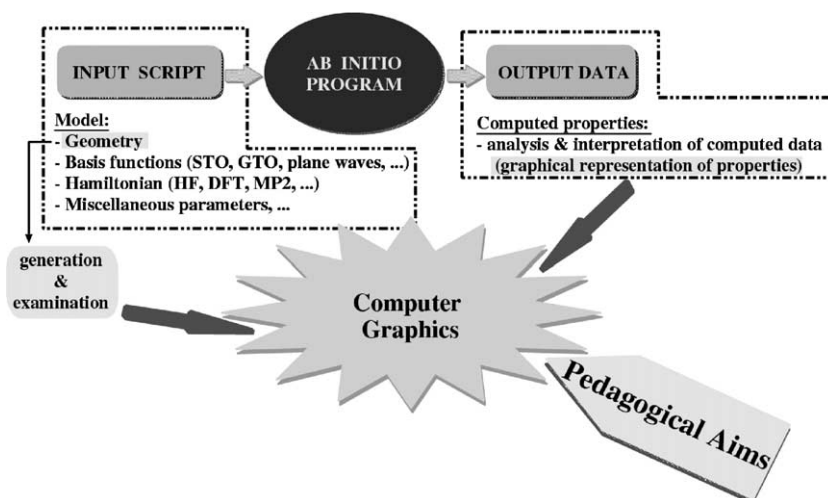 INPUT SCRIPT
AB INITIO
PROGRAM
OUTPUT DATA
Model:
- Geometry
- Basis functions (STO, GTO, plane waves, ...)
- Hamiltonian (HF, DFT, MP2, ...)
- Miscellaneous parameters, ...
Computed properties:
- analysis & interpretation of computed data
(graphical representation of properties)
generation
&
examination
Computer
Graphics
Pedagogical Aims